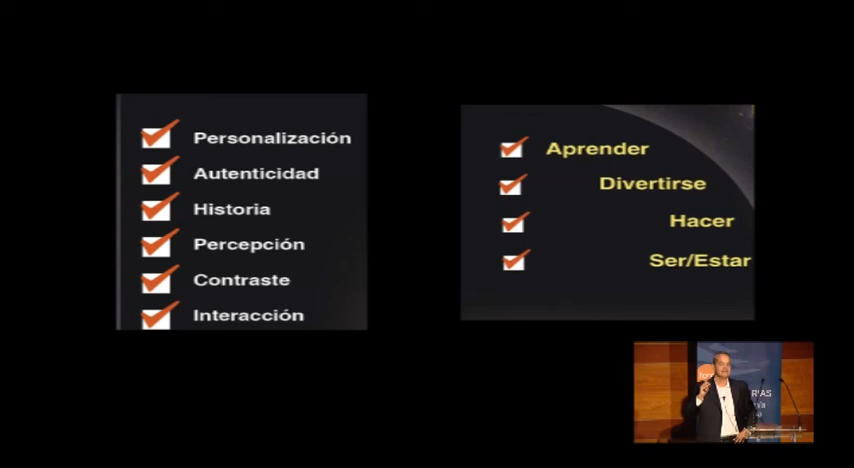 Personalización
Autenticidad
Historia
Percepción
Contraste
Interacción
Aprender
Divertirse
Hacer
Ser/Estar